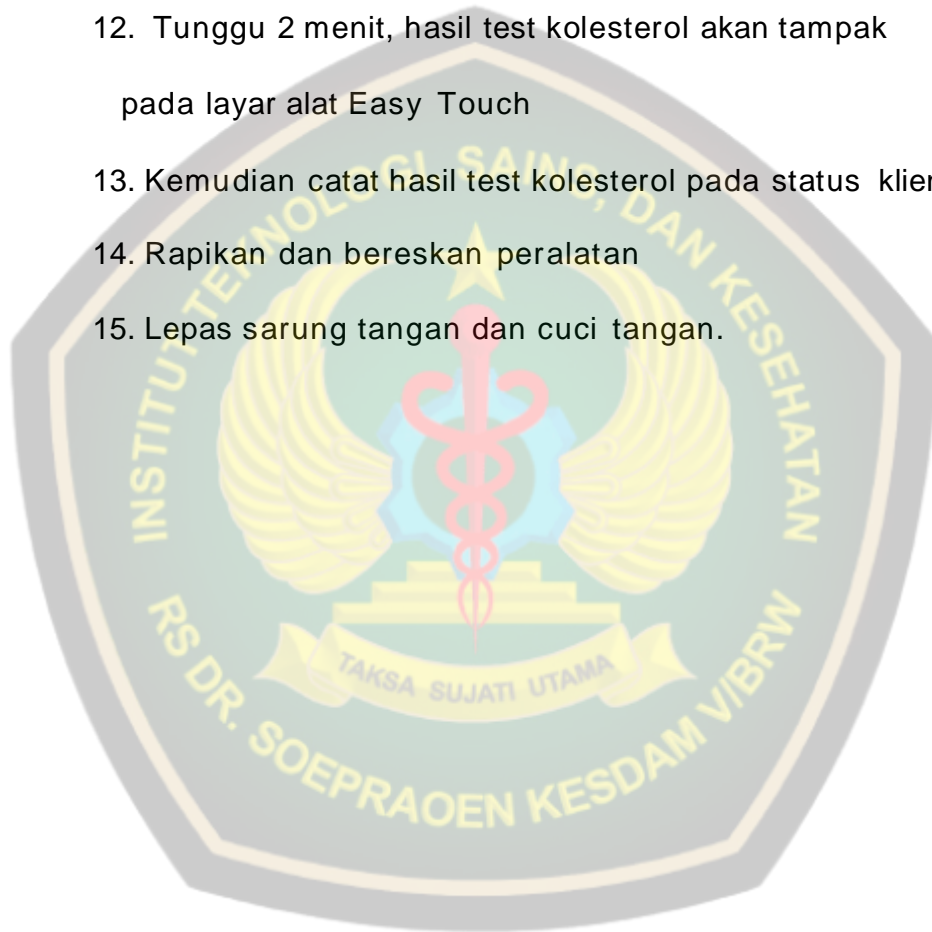 12. Tunggu 2 menit, hasil test kolesterol akan tampak
pada layar alat Easy Touch
13. Kemudian catat hasil test kolesterol pada status klien
14. Rapikan dan bereskan peralatan
15. Lepas sarung tangan dan cuci tangan.
INSTITUT TEKNOLOGI, SAINS, DAN KESEHATAN
TAKSA SUJATI UTAMA
RS DR. SOEPRAOEN KESDAM V/BRW